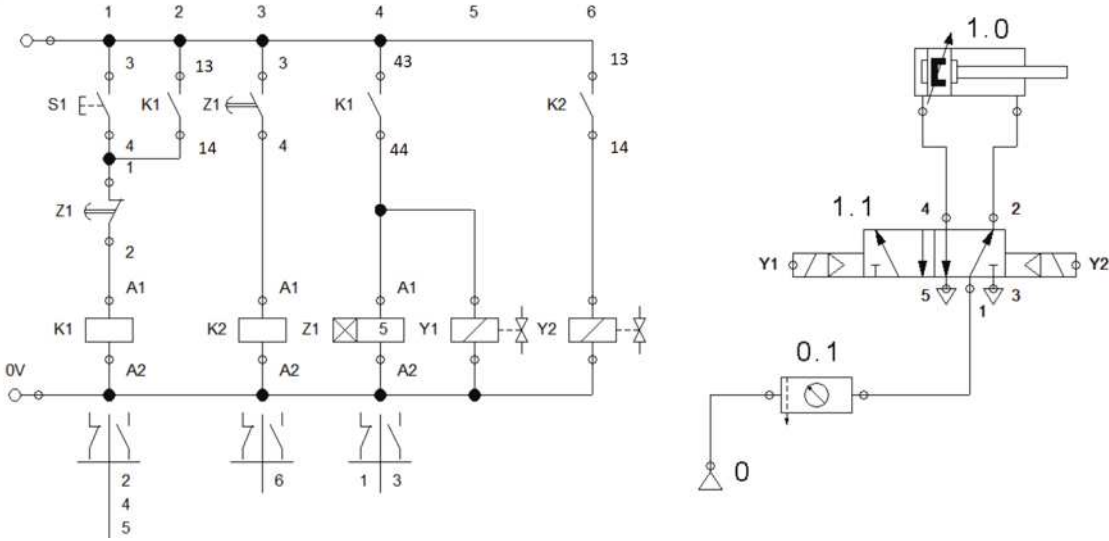 1 2 3 4 5 6
3 13 3 43 13
S1 K1 Z1 K1 K2
4 14 4 44 14
1
Z1
2
A1 A1 A1
K1 K2 Z1 5 Y1 Y2
0V A2 A2 A2
2 6 1 3
4
5
1.0
1.1 4 2
Y1 Y2
5 1 3
0.1
0